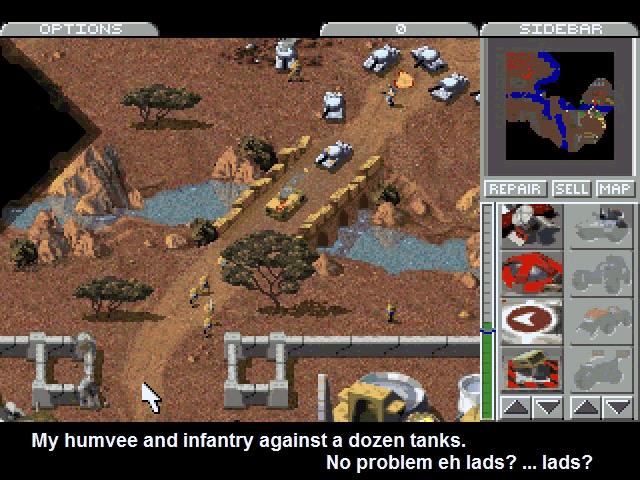 OPTIONS 0 SIDEBAR
REPAIR SELL MAP
My humvee and infantry against a dozen tanks.
No problem eh lads? ... lads?